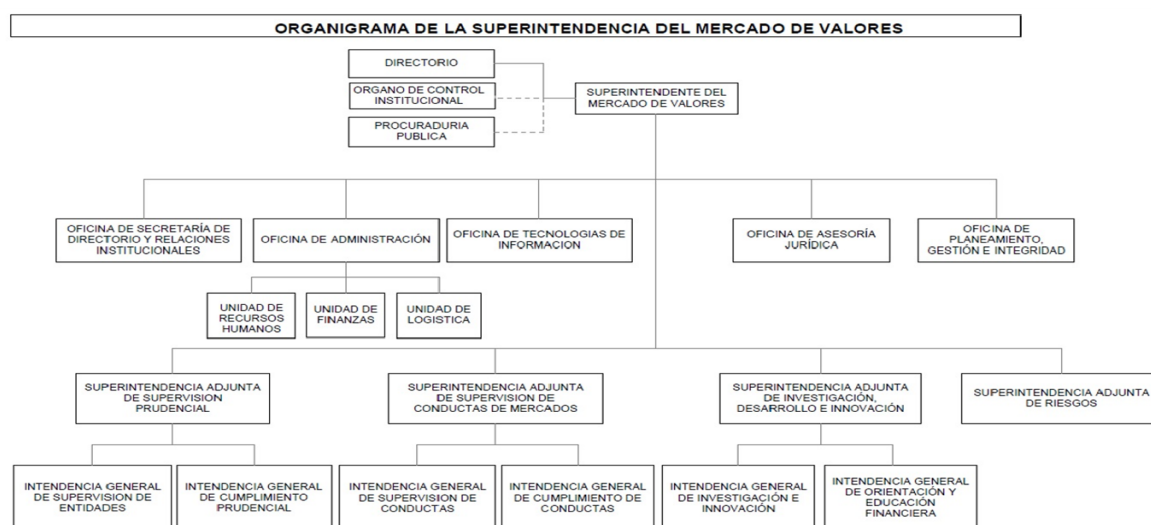 ORGANIGRAMA DE LA SUPERINTENDENCIA DEL MERCADO DE VALORES
DIRECTORIO
ORGANO DE CONTROL
INSTITUCIONAL
PROCURADURIA
PUBLICA
SUPERINTENDENTE DEL
MERCADO DE VALORES
OFICINA DE SECRETARÍA DE
DIRECTORIO Y RELACIONES
INSTITUCIONALES
OFICINA DE ADMINISTRACIÓN
OFICINA DE TECNOLOGIAS DE
INFORMACION
OFICINA DE ASESORÍA
JURÍDICA
OFICINA DE
PLANEAMIENTO,
GESTIÓN E INTEGRIDAD
UNIDAD DE
RECURSOS
HUMANOS
UNIDAD DE
FINANZAS
UNIDAD DE
LOGISTICA
SUPERINTENDENCIA ADJUNTA
DE SUPERVISION
PRUDENCIAL
SUPERINTENDENCIA ADJUNTA
DE SUPERVISION DE
CONDUCTAS DE MERCADOS
SUPERINTENDENCIA ADJUNTA
DE INVESTIGACIÓN,
DESARROLLO E INNOVACIÓN
SUPERINTENDENCIA ADJUNTA
DE RIESGOS
INTENDENCIA GENERAL
DE SUPERVISION DE
ENTIDADES
INTENDENCIA GENERAL
DE CUMPLIMIENTO
PRUDENCIAL
INTENDENCIA GENERAL
DE SUPERVISION DE
CONDUCTAS
INTENDENCIA GENERAL
DE CUMPLIMIENTO DE
CONDUCTAS
INTENDENCIA GENERAL
DE INVESTIGACIÓN E
INNOVACIÓN
INTENDENCIA GENERAL
DE ORIENTACIÓN Y
EDUCACIÓN
FINANCIERA